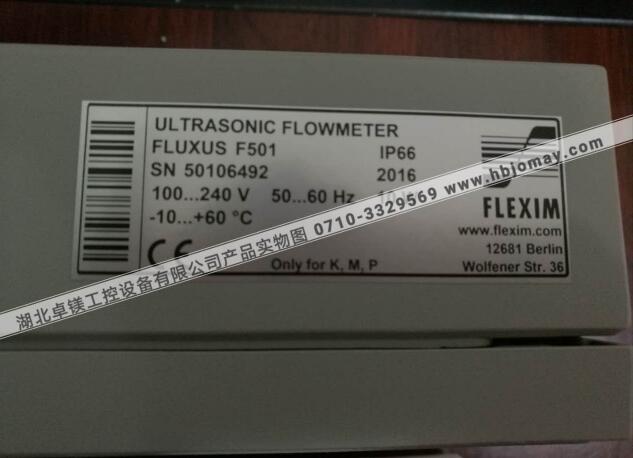 ULTRASONIC FLOWMETER
FLUXUS F501 IP66
SN 50106492 2016
100...240 V 50...60 Hz
-10...+60 °C
CE
Only for K, M, P
FLEXIM
www.flexim.com
12681 Berlin
Wolfener Str. 36
湖北卓镁工控设备有限公司产品实物图 0710-3329569 www.hbjomay.com